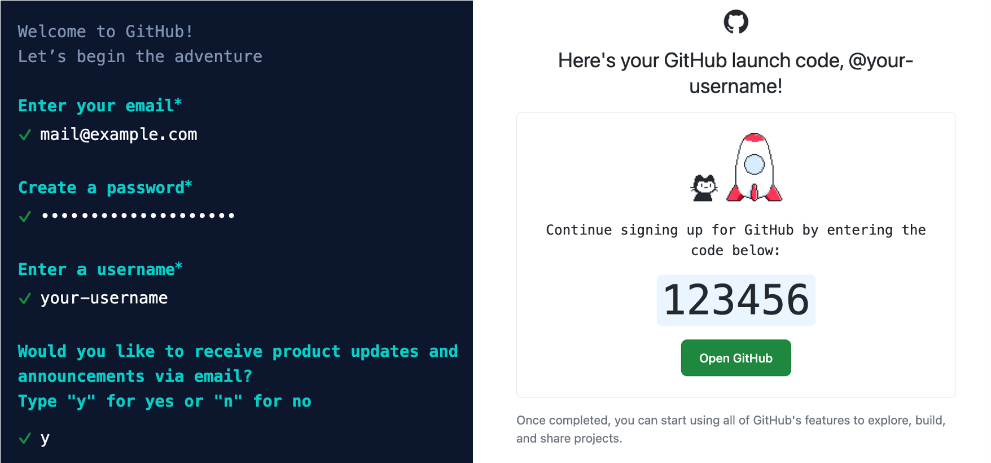 Welcome to GitHub!
Let’s begin the adventure
Enter your email*
✓ mail@example.com
Create a password*
✓ ••••••••••••••••••••
Enter a username*
✓ your-username
Would you like to receive product updates and
announcements via email?
Type "y" for yes or "n" for no
✓ y
Here's your GitHub launch code, @your-
username!
Continue signing up for GitHub by entering the
code below:
123456
Open GitHub
Once completed, you can start using all of GitHub's features to explore, build,
and share projects.